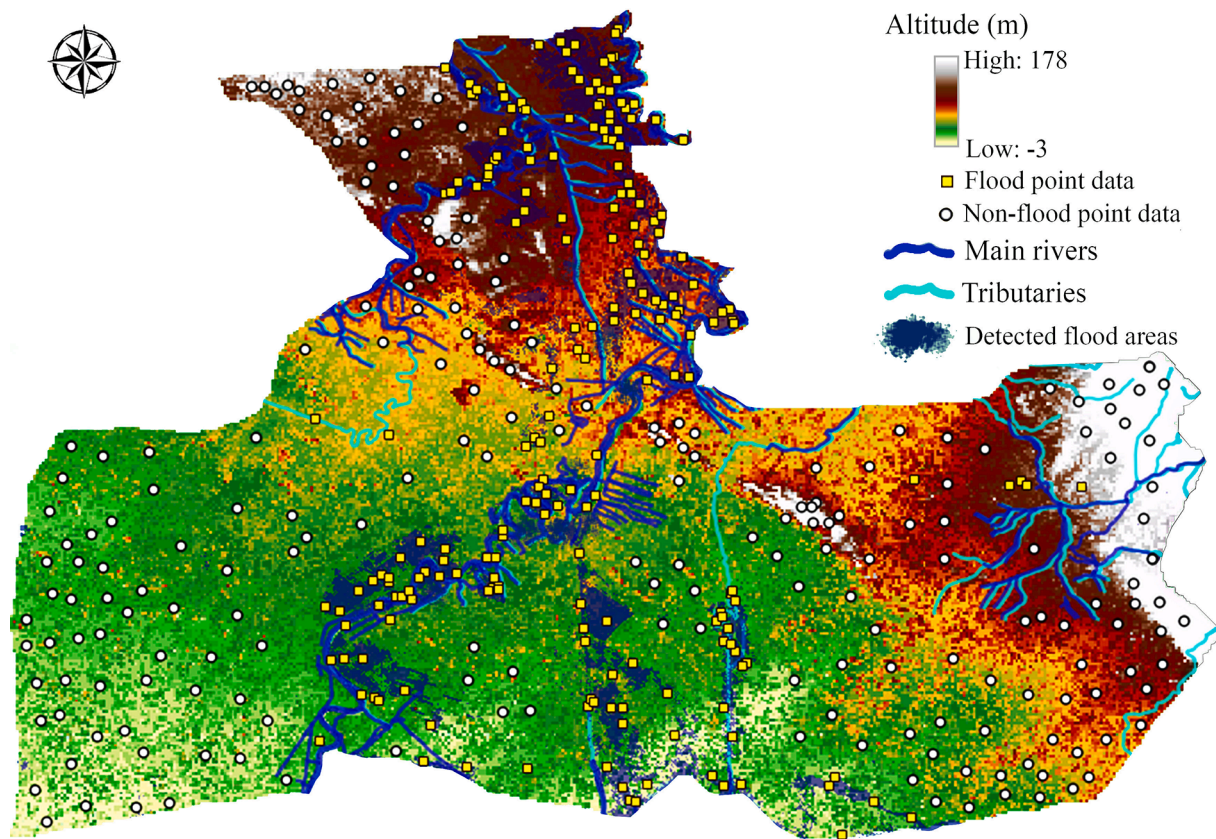 Altitude (m)
High: 178
Low: -3
Flood point data
Non-flood point data
Main rivers
Tributaries
Detected flood areas